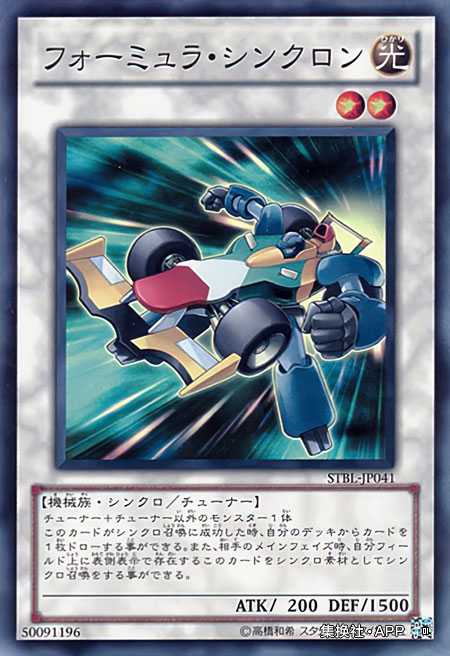 フォーミュラ・シンクロン
光
STBL-JP041
【機械族・シンクロ/チューナー】
チューナー+チューナー以外のモンスター1体
このカードがシンクロ召喚に成功した時、自分のデッキからカードを
1枚ドローする事ができる。また、相手のメインフェイズ時、自分フィール
ド上に表側表示で存在するこのカードをシンクロ素材としてシン
クロ召喚をする事ができる。
ATK/ 200 DEF/1500
50091196
©高橋和希 スタ
集換社·APP